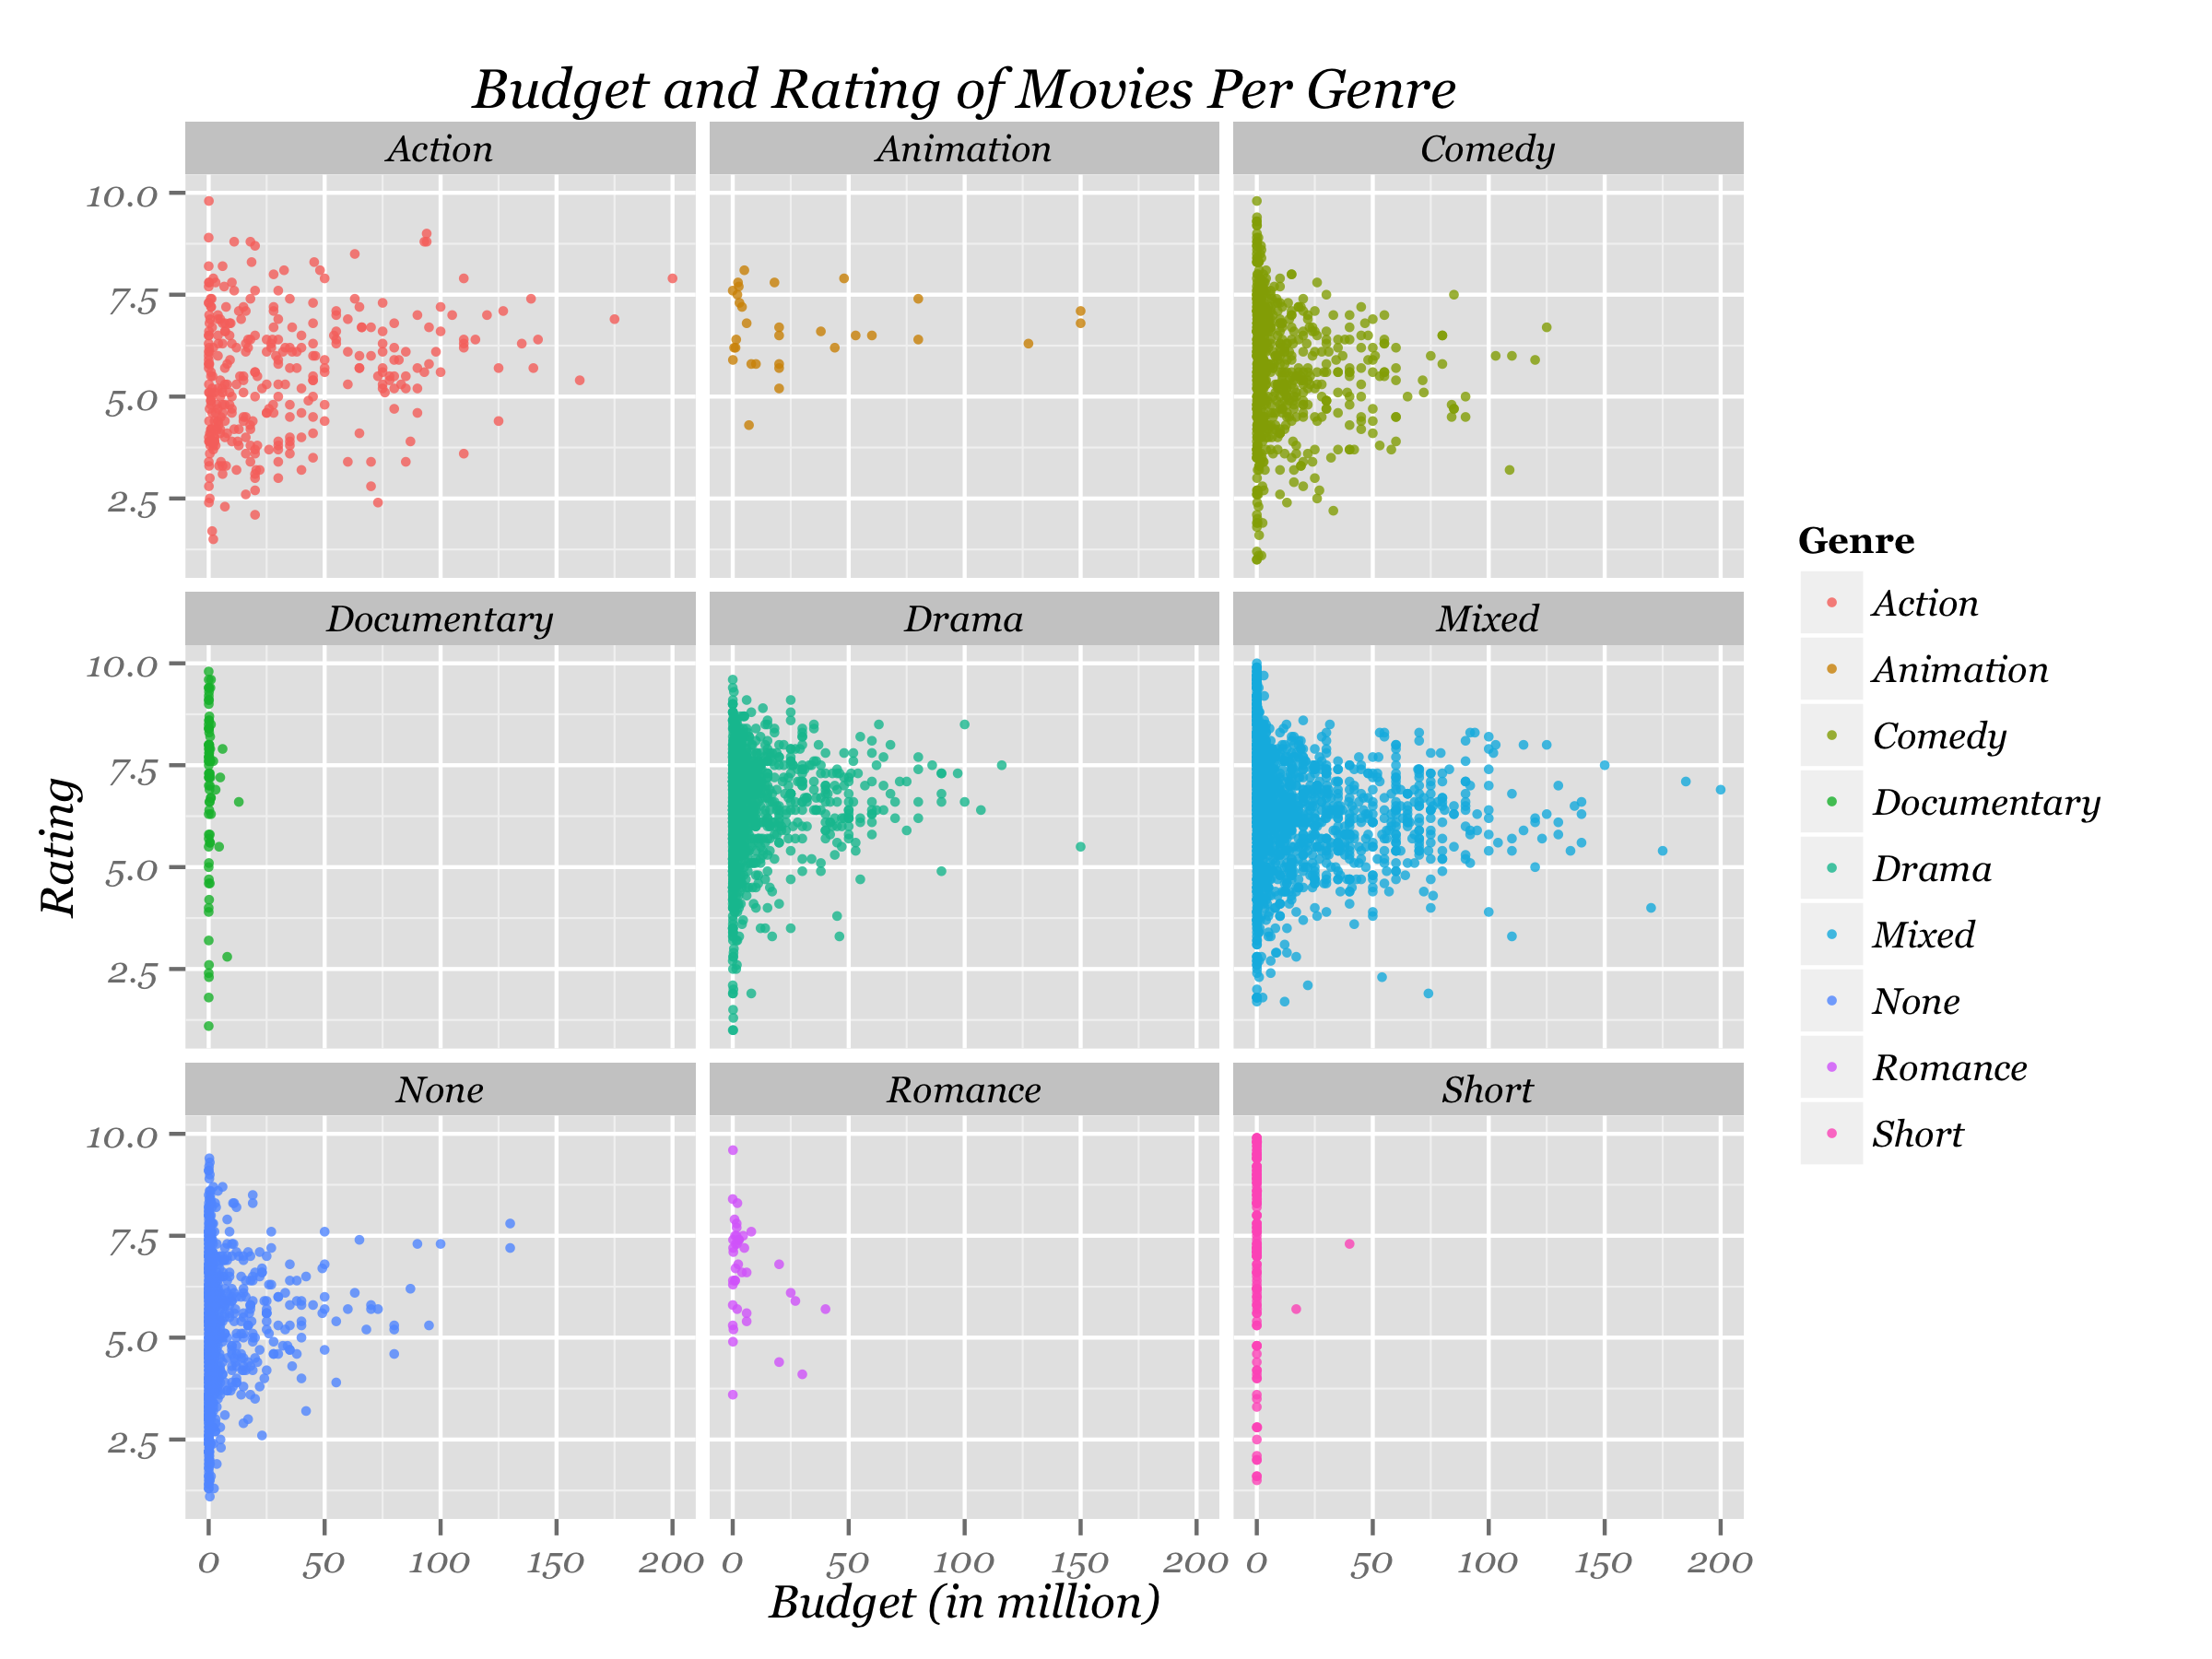 Budget and Rating of Movies Per Genre
Action Animation Comedy
10.0
7.5
5.0
2.5
Documentary Drama Mixed
10.0
7.5
5.0
2.5
None Romance Short
10.0
7.5
5.0
2.5
0 50 100 150 200 0 50 100 150 200 0 50 100 150 200
Budget (in million)
Rating
Genre
Action
Animation
Comedy
Documentary
Drama
Mixed
None
Romance
Short